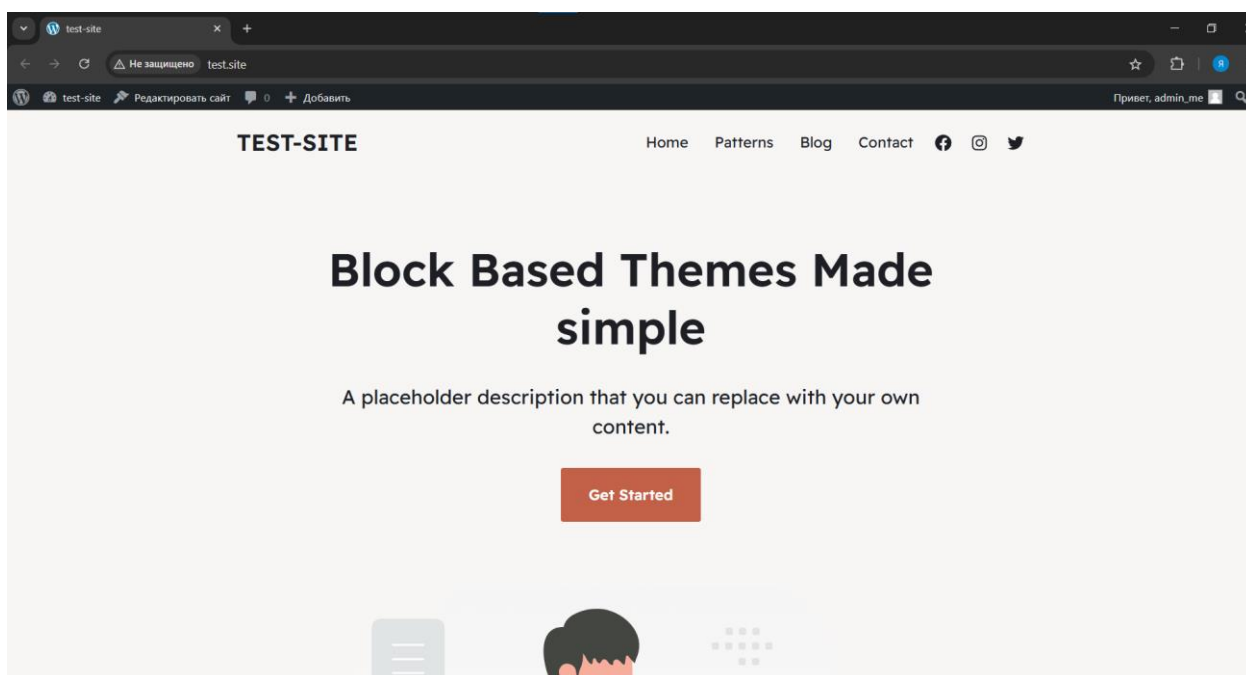 test-site
Не защищено test.site
test-site Редактировать сайт 0 Добавить Привет, admin_me
TEST-SITE Home Patterns Blog Contact
Block Based Themes Made
simple
A placeholder description that you can replace with your own
content.
Get Started